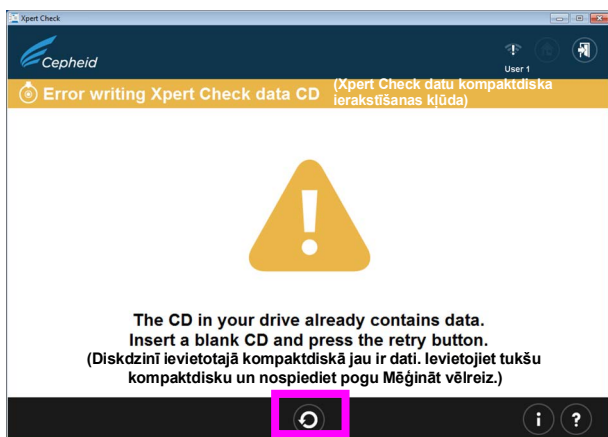 Xpert Check
Cepheid
User 1
Error writing Xpert Check data CD
(Xpert Check datu kompaktdiska
ierakstīšanas kļūda)
!
The CD in your drive already contains data.
Insert a blank CD and press the retry button.
(Diskdzinī ievietotajā kompaktdiskā jau ir dati. Ievietojiet tukšu
kompaktdisku un nospiediet pogu Mēģināt vēlreiz.)
i ?